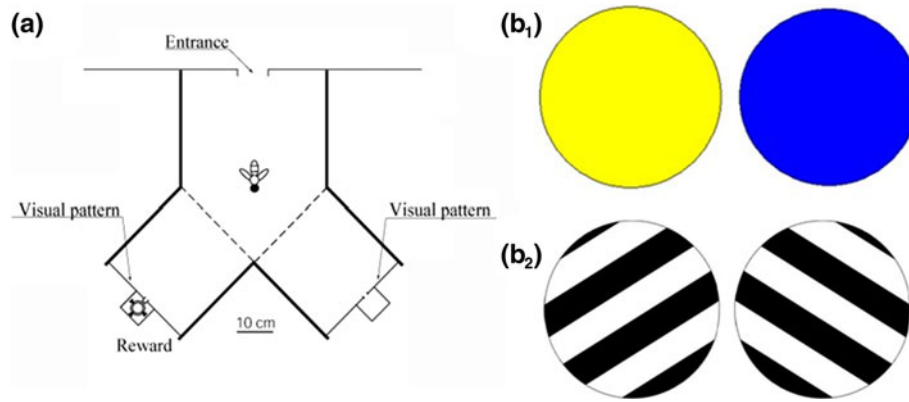 (a)
Entrance
Visual pattern
Visual pattern
Reward
10 cm
(b₁)
(b₂)